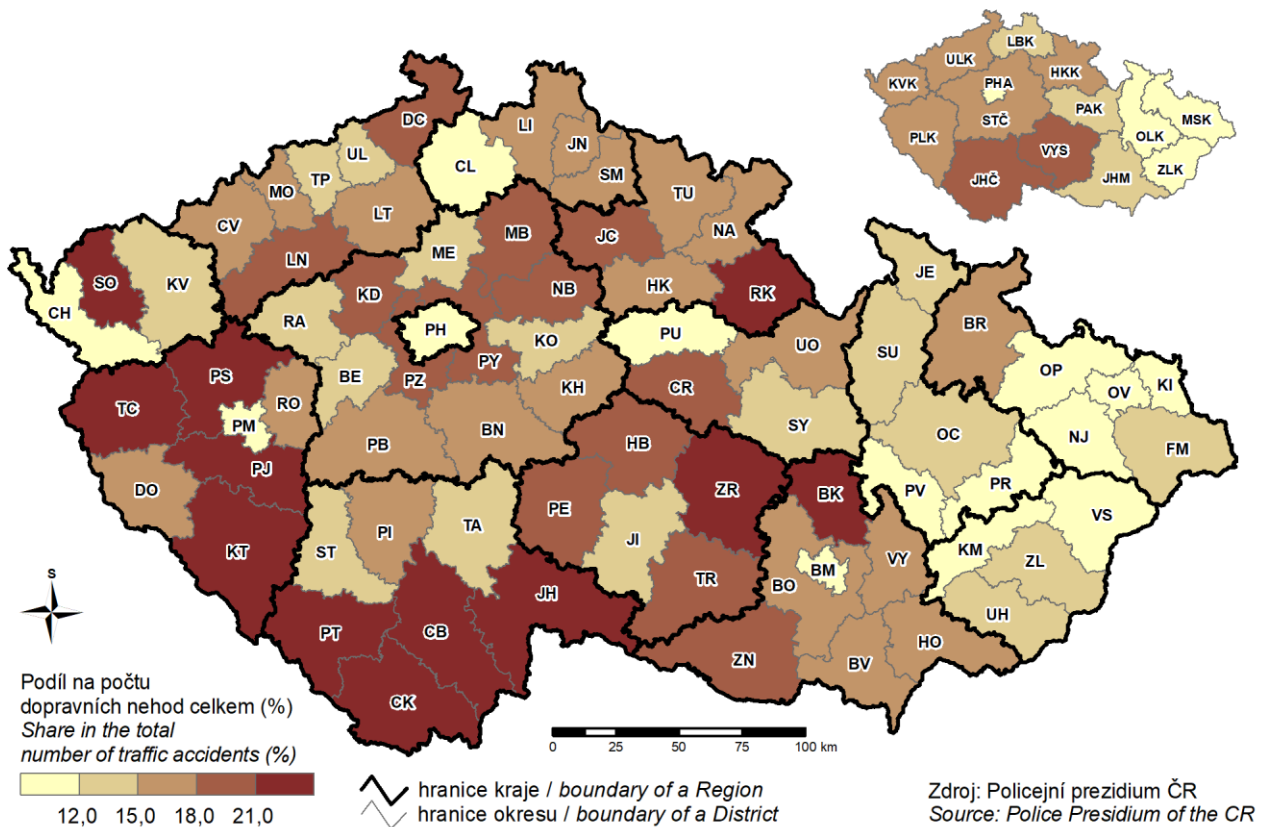 LBK
ULK
HKK
KVK
PHA
PAK
STČ
MSK
PLK
OLK
VYS
ZLK
JHČ
JHM
DC
LI
JN
UL
CL
TP
SM
MO
TU
LT
CV
MB
JC
NA
ME
LN
SO
JE
KV
NB
HK
RK
KD
CH
BR
RA
PH
PU
KO
UO
SU
PY
OP
PS
BE
PZ
CR
OV
KI
RO
KH
TC
PM
SY
OC
NJ
HB
BN
PB
FM
PJ
PR
DO
ZR
BK
PV
PE
VS
TA
PI
KT
ST
JI
KM
VY
ZL
BM
TR
BO
JH
UH
PT
CB
HO
ZN
BV
CK
S
Podíl na počtu
dopravních nehod celkem (%)
Share in the total
number of traffic accidents (%)
12,0 15,0 18,0 21,0
0 25 50 75 100 km
hranice kraje / boundary of a Region
hranice okresu / boundary of a District
Zdroj: Policejní prezidium ČR
Source: Police Presidium of the CR